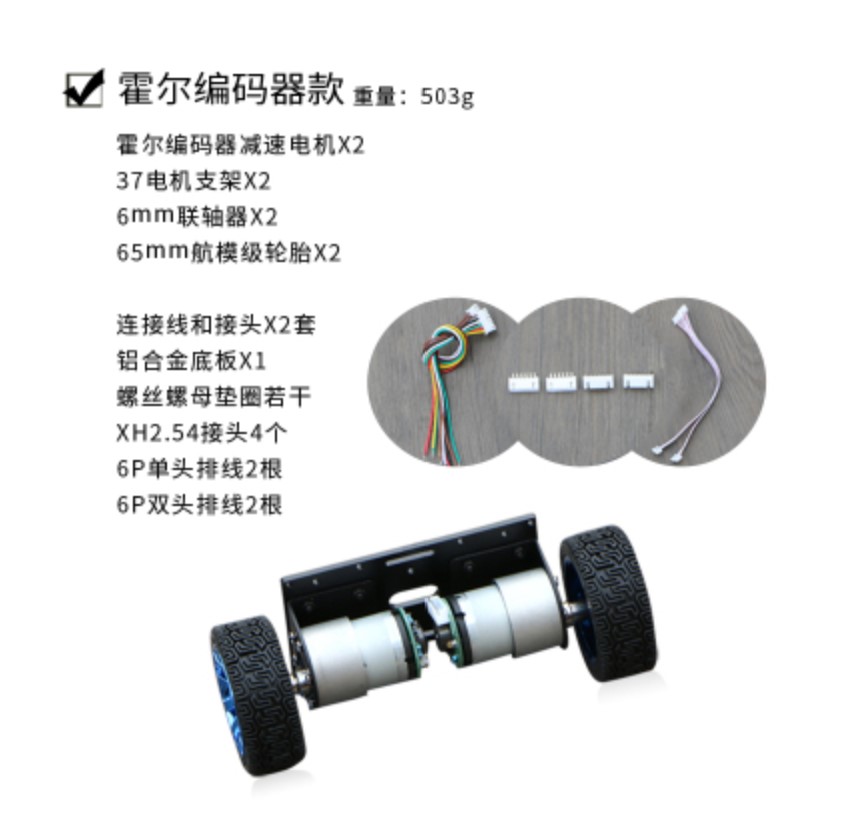 霍尔编码器款 重量：503g
霍尔编码器减速电机X2
37电机支架X2
6mm联轴器X2
65mm航模级轮胎X2
连接线和接头X2套
铝合金底板X1
螺丝螺母垫圈若干
XH2.54接头4个
6P单头排线2根
6P双头排线2根